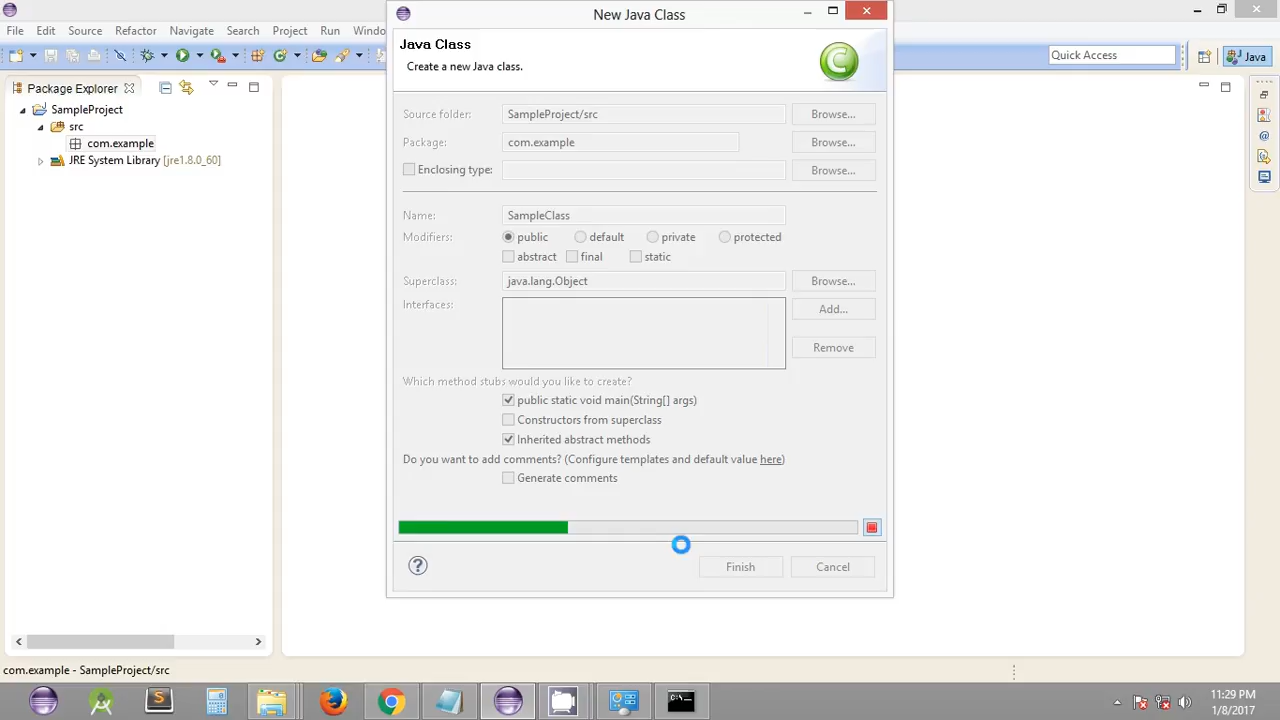 New Java Class
File Edit Source Refactor Navigate Search Project Run Windo
Quick Access
Java
Package Explorer
SampleProject
src
com.example
JRE System Library [jre1.8.0_60]
Java Class
Create a new Java class.
Source folder: SampleProject/src Browse...
Package: com.example Browse...
Enclosing type: Browse...
Name: SampleClass
Modifiers: public default private protected
abstract final static
Superclass: java.lang.Object Browse...
Interfaces: Add...
Remove
Which method stubs would you like to create?
public static void main(String[] args)
Constructors from superclass
Inherited abstract methods
Do you want to add comments? (Configure templates and default value here)
Generate comments
Finish Cancel
com.example - SampleProject/src
11:29 PM
1/8/2017